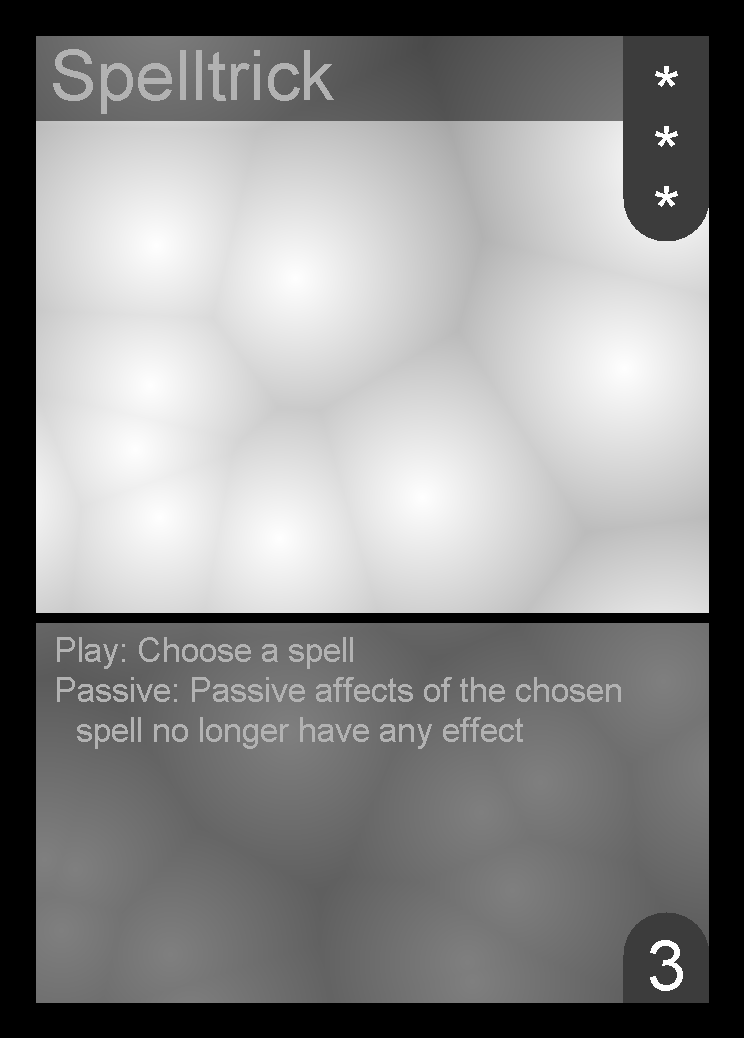 Spelltrick
*
*
*
Play: Choose a spell
Passive: Passive affects of the chosen
spell no longer have any effect
3